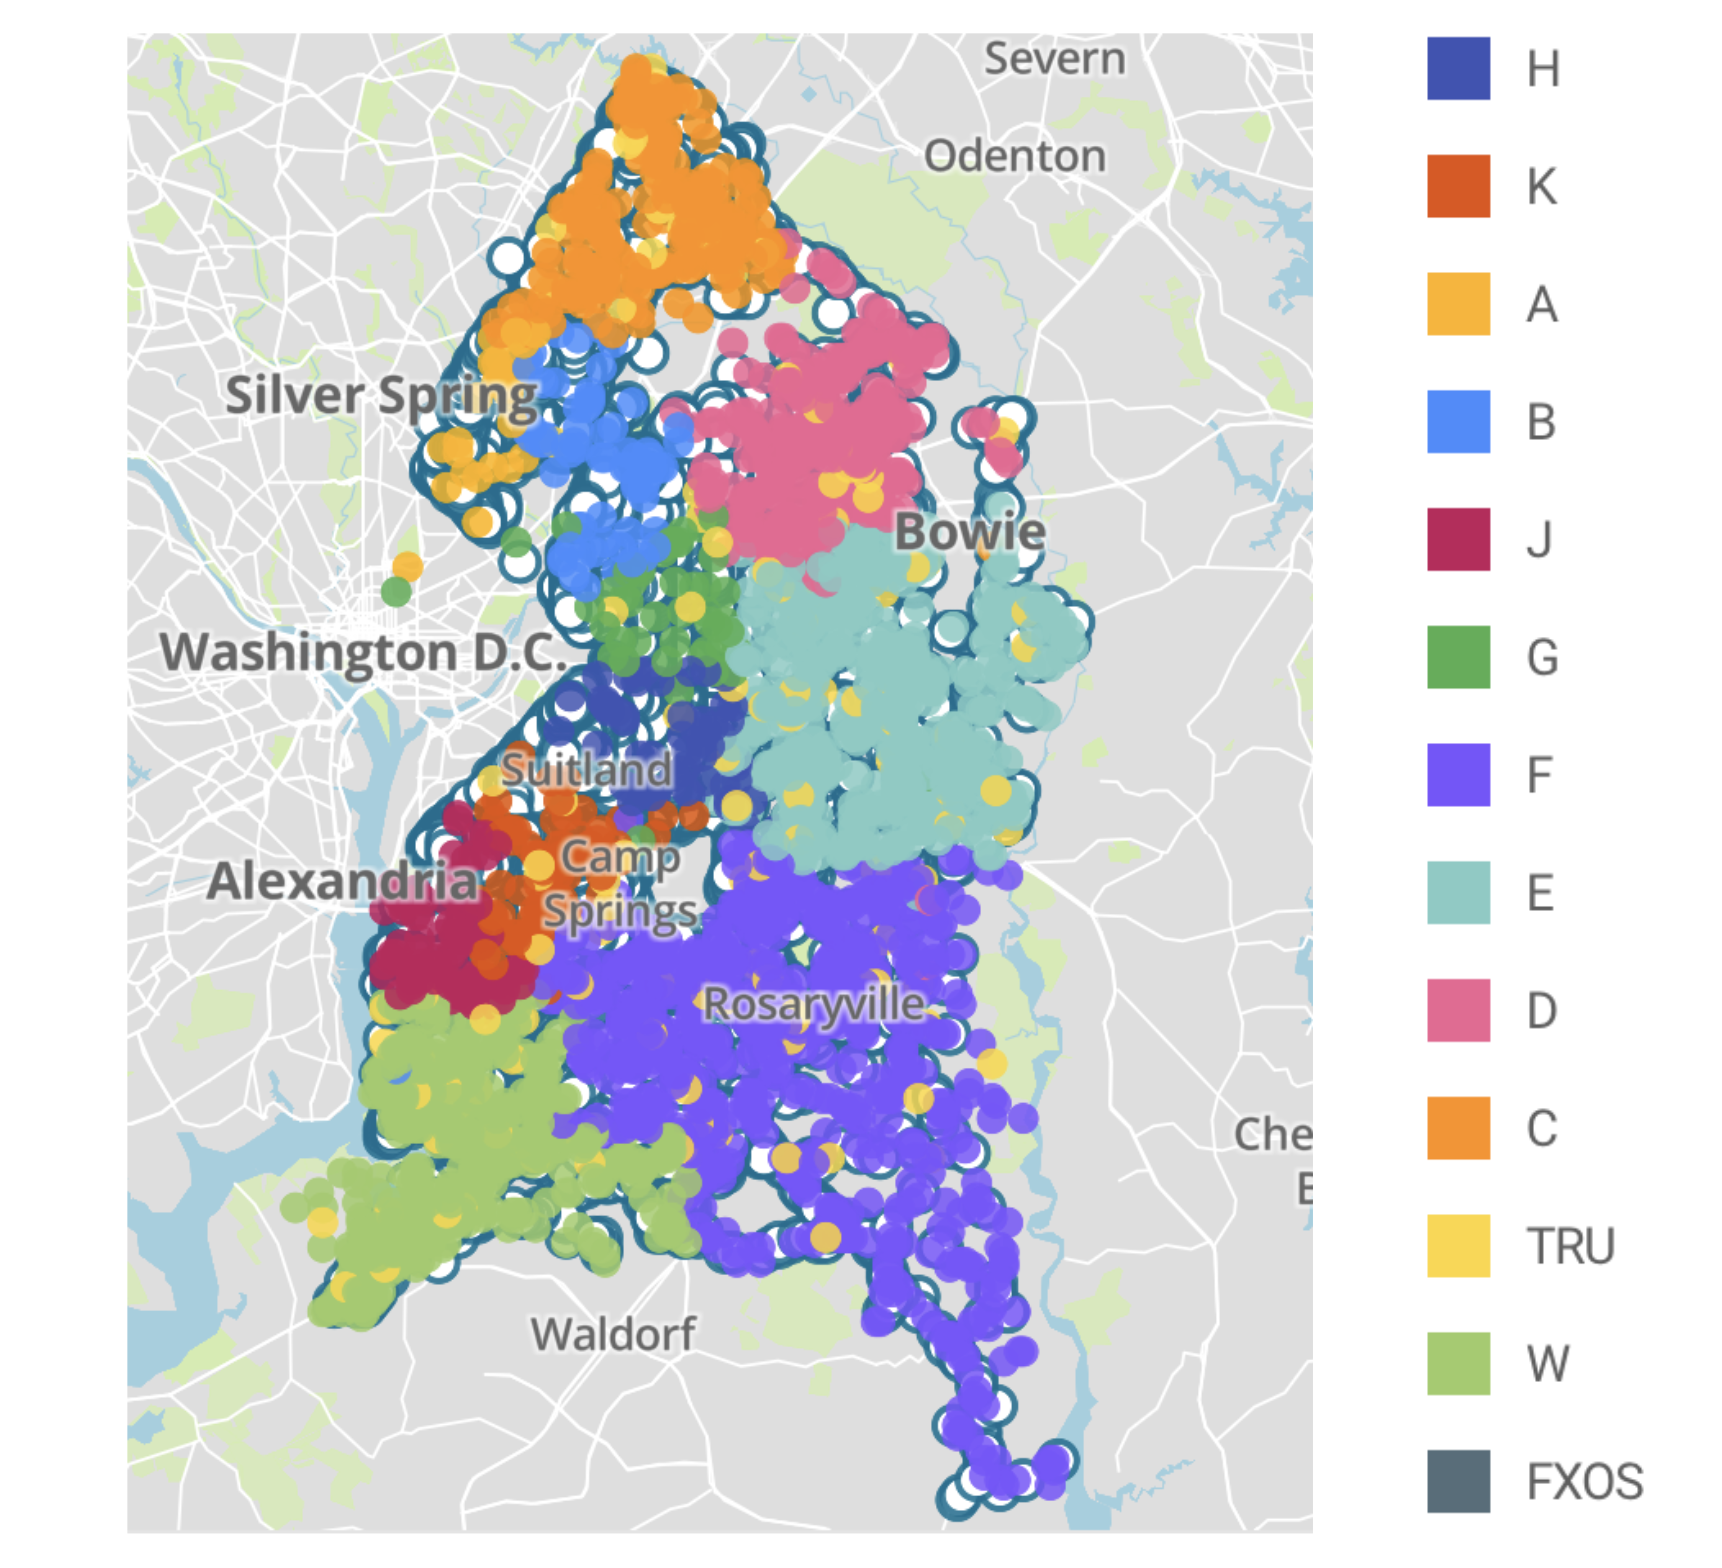 Severn
Odenton
Silver Spring
Bowie
Washington D.C.
Suitland
Camp
Springs
Alexandria
Rosaryville
Che
B
Waldorf
H
K
A
B
J
G
F
E
D
C
TRU
W
FXOS